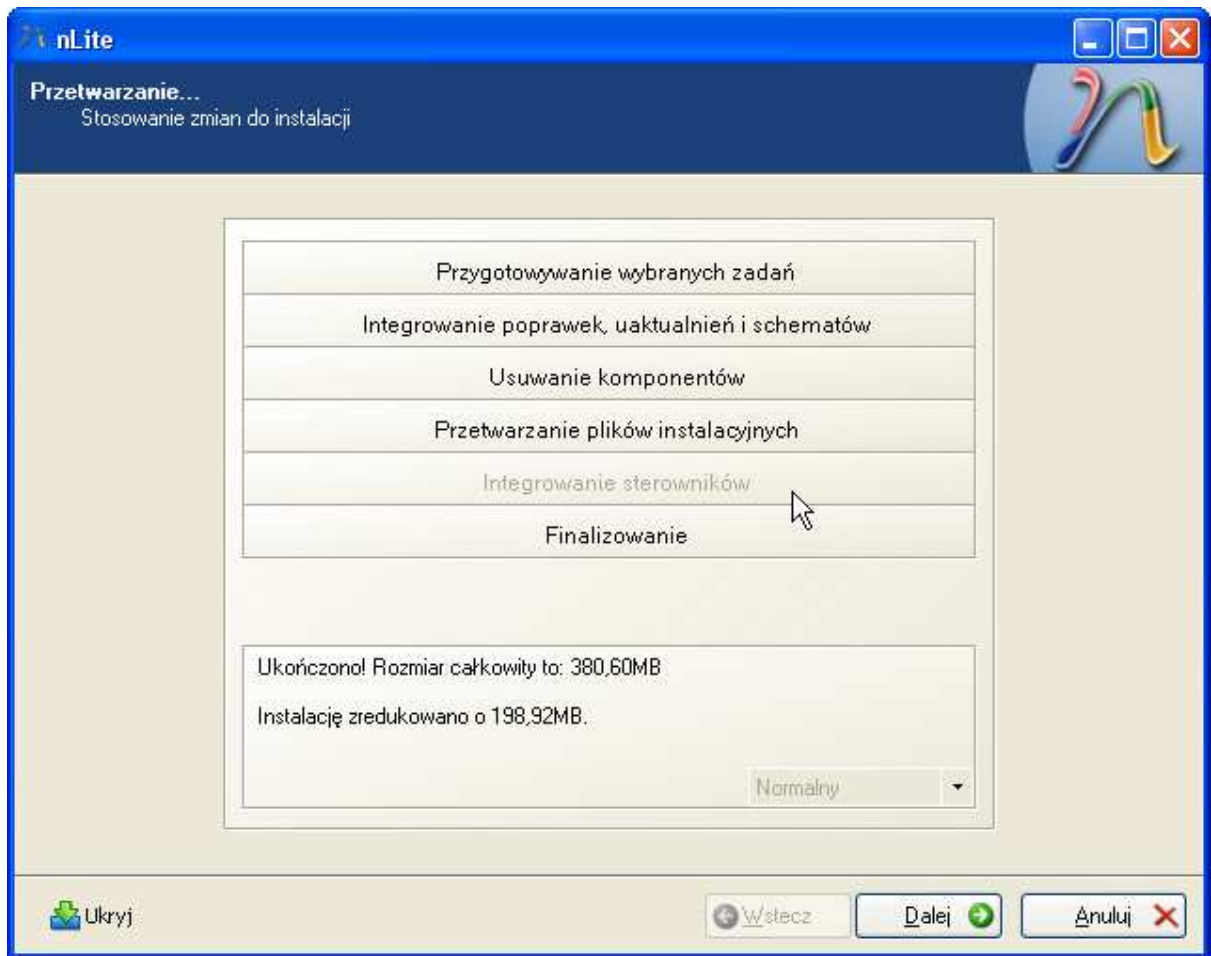 nLite
Przetwarzanie...
Stosowanie zmian do instalacji
Przygotowywanie wybranych zadań
Integrowanie poprawek, uaktualnień i schematów
Usuwanie komponentów
Przetwarzanie plików instalacyjnych
Integrowanie sterowników
Finalizowanie
Ukończono! Rozmiar całkowity to: 380,60MB
Instalację zredukowano o 198,92MB.
Normalny
Ukryj
Wstecz
Dalej
Anuluj